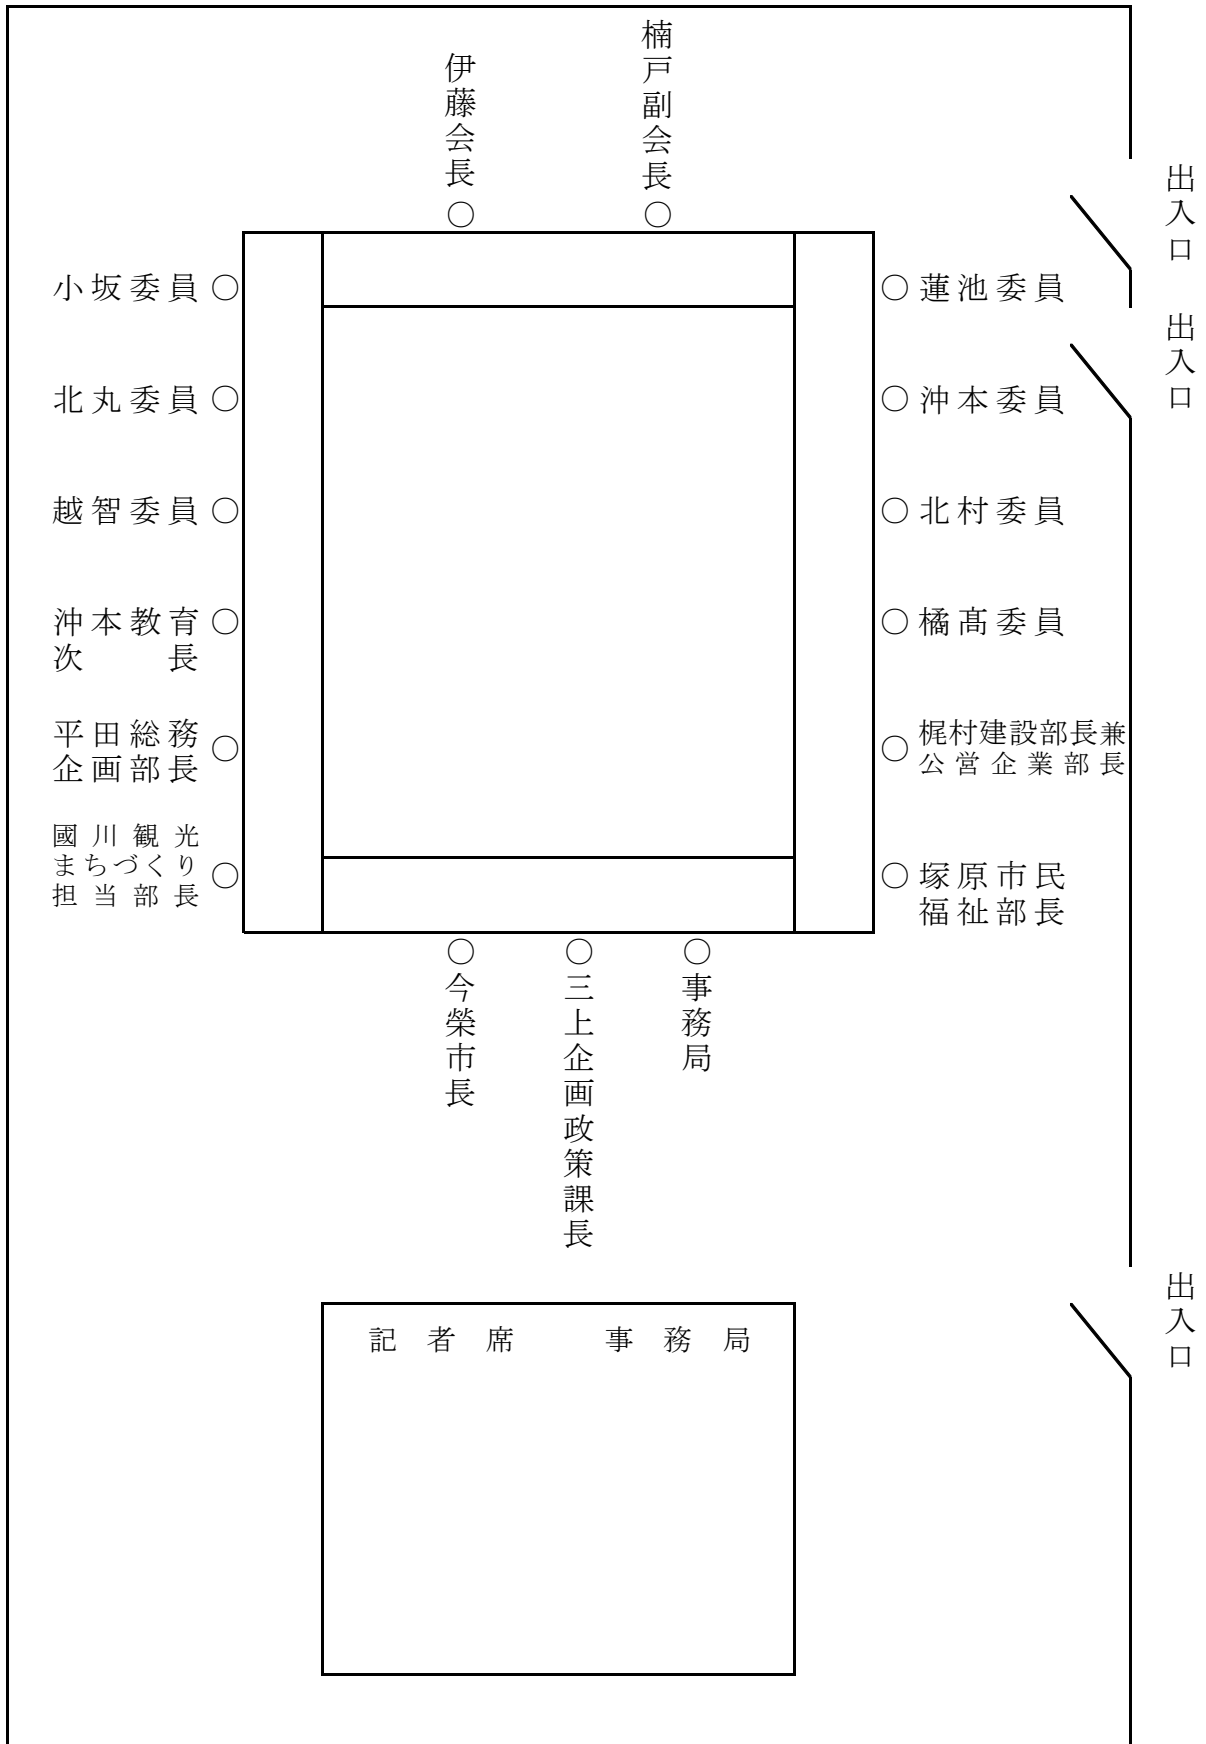 楠戸副会長
伊藤会長
出入口
小坂委員
蓮池委員
出入口
北丸委員
沖本委員
越智委員
北村委員
沖本教育
次長
橘髙委員
平田総務
企画部長
梶村建設部長兼
公営企業部長
國川観光
まちづくり
担当部長
塚原市民
福祉部長
今榮市長
三上企画政策課長
事務局
出入口
記者席 事務局